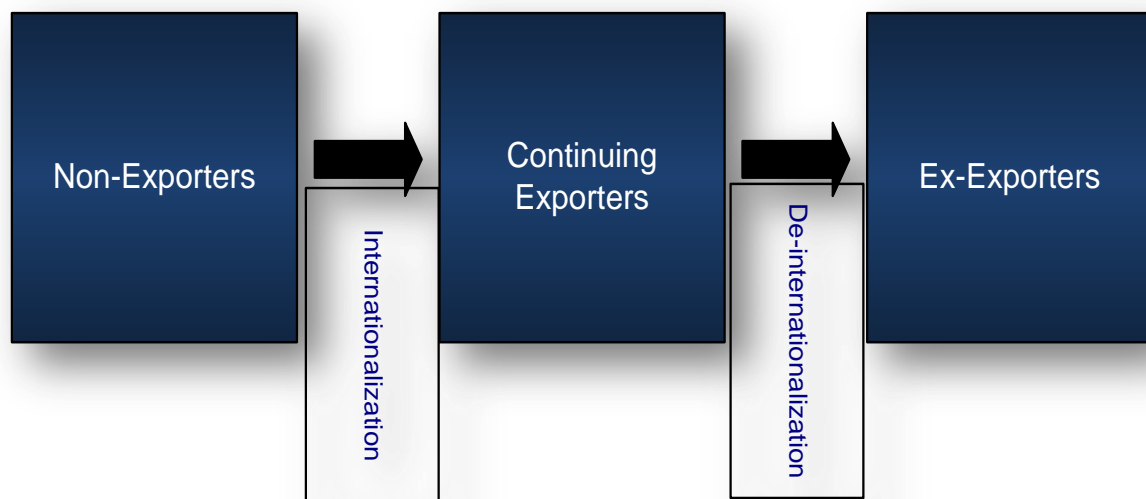 Non-Exporters
Internationalization
Continuing
Exporters
De-internationalization
Ex-Exporters